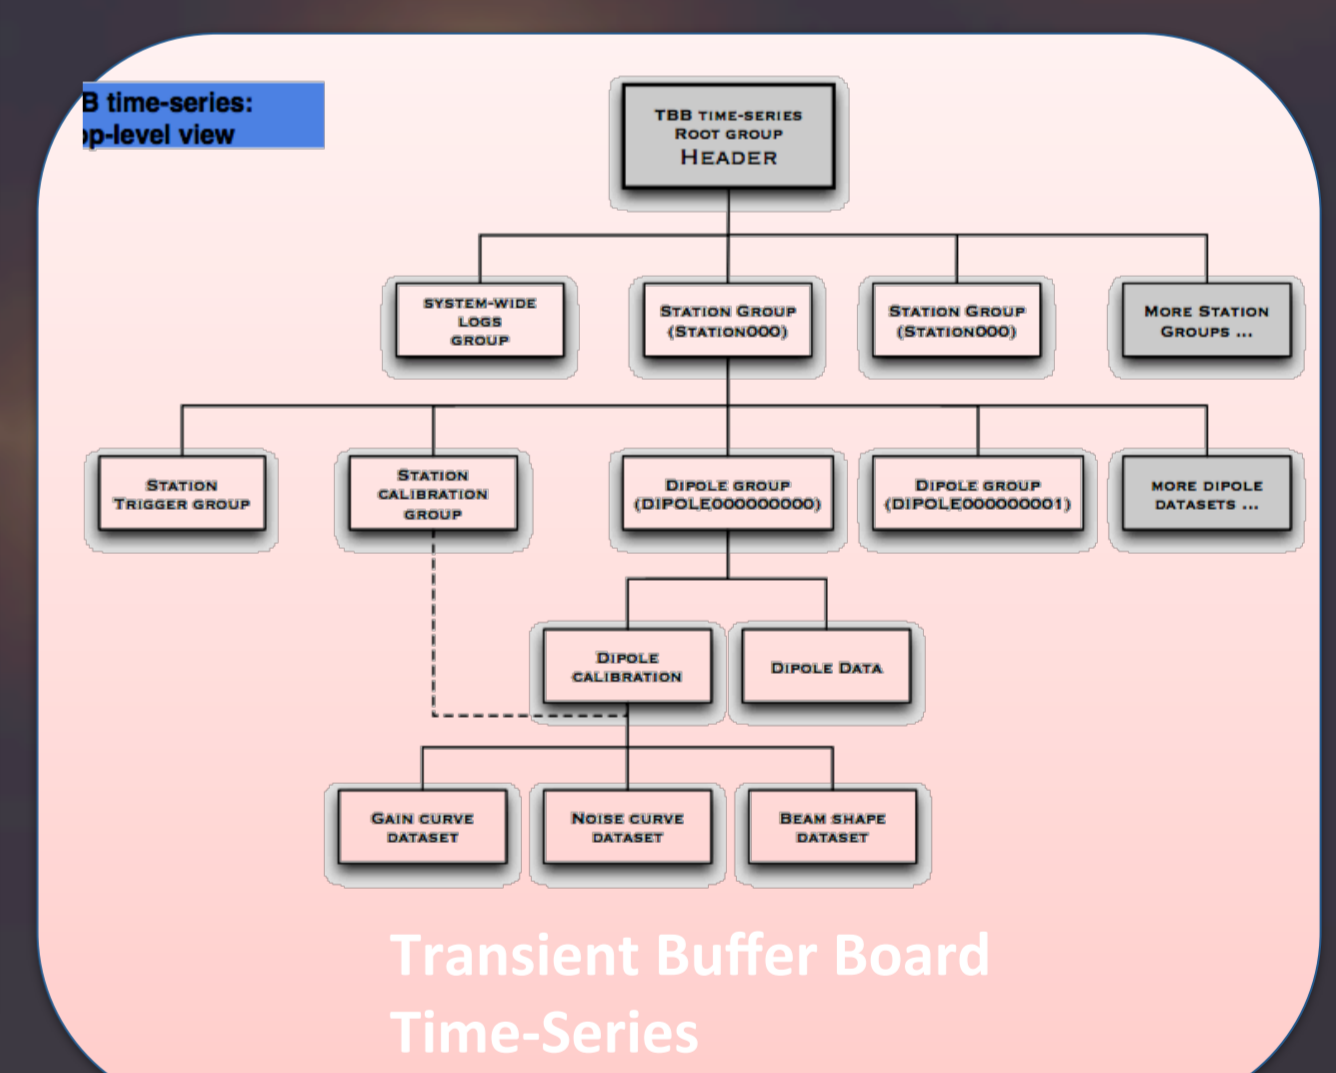 B time-series:
op-level view
TBB TIME-SERIES
ROOT GROUP
HEADER
SYSTEM-WIDE
LOGS
GROUP
STATION GROUP
(STATION000)
STATION GROUP
(STATION000)
MORE STATION
GROUPS ...
STATION
TRIGGER GROUP
STATION
CALIBRATION
GROUP
DIPOLE GROUP
(DIPOLE000000000)
DIPOLE GROUP
(DIPOLE000000001)
MORE DIPOLE
DATASETS ...
DIPOLE
CALIBRATION
DIPOLE DATA
GAIN CURVE
DATASET
NOISE CURVE
DATASET
BEAM SHAPE
DATASET
Transient Buffer Board
Time-Series